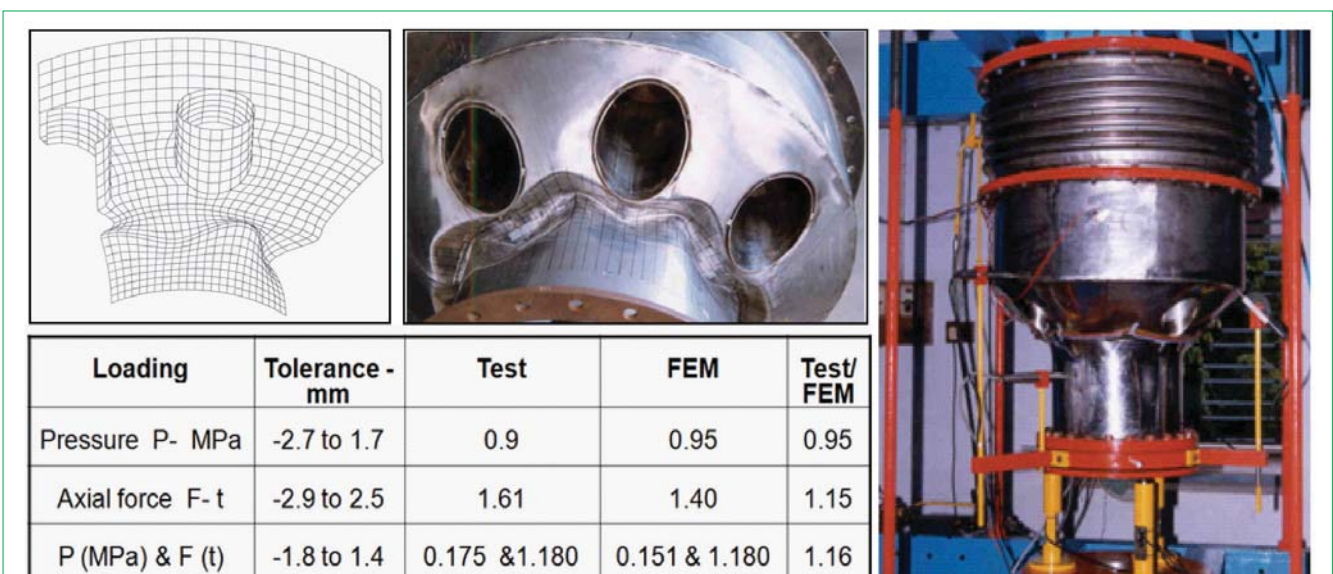 Loading Tolerance - mm Test FEM Test/ FEM
Pressure P- MPa -2.7 to 1.7 0.9 0.95 0.95
Axial force F- t -2.9 to 2.5 1.61 1.40 1.15
P (MPa) & F (t) -1.8 to 1.4 0.175 &1.180 0.151 & 1.180 1.16